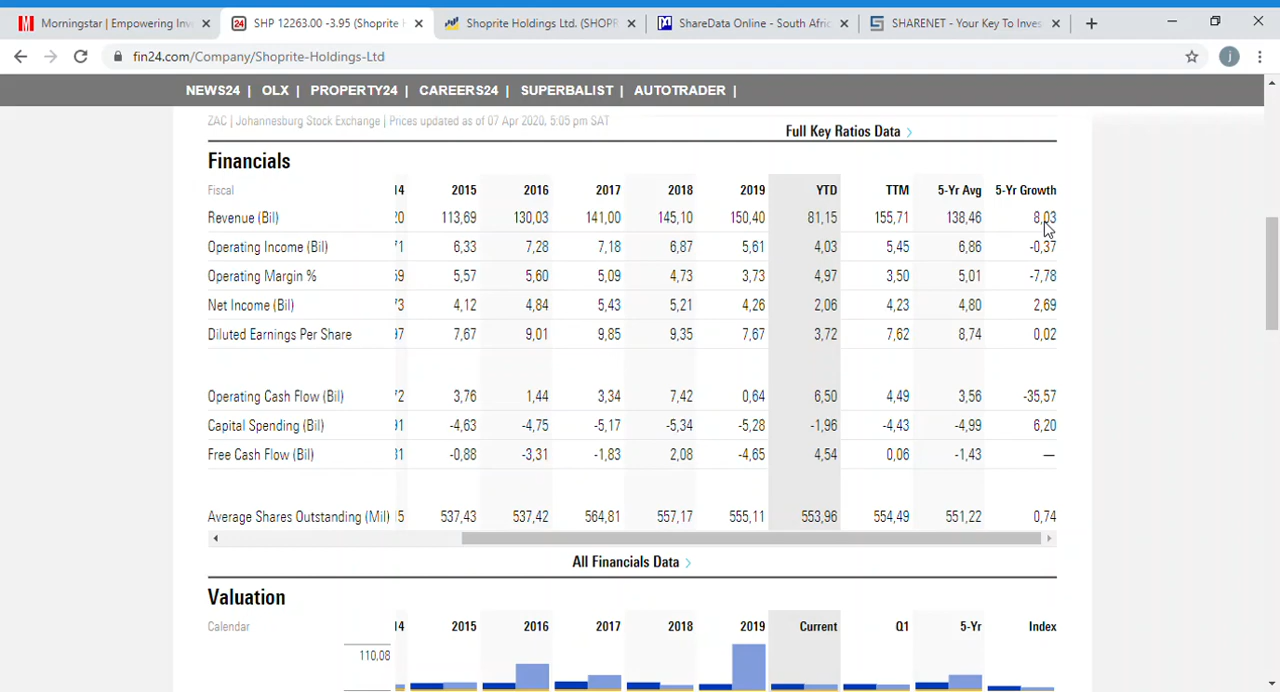 Morningstar | Empowering Inve
SHP 12263.00 -3.95 (Shoprite H
Shoprite Holdings Ltd. (SHOPR
ShareData Online - South Afric
SHARENET - Your Key To Invest
fin24.com/Company/Shoprite-Holdings-Ltd
j
NEWS24 | OLX | PROPERTY24 | CAREERS24 | SUPERBALIST | AUTOTRADER |
ZAC | Johannesburg Stock Exchange | Prices updated as of 07 Apr 2020, 5:05 pm SAT
Full Key Ratios Data >
Financials
Fiscal 14 2015 2016 2017 2018 2019 YTD TTM 5-Yr Avg 5-Yr Growth
Revenue (Bil) 20 113,69 130,03 141,00 145,10 150,40 81,15 155,71 138,46 8,03
Operating Income (Bil) 71 6,33 7,28 7,18 6,87 5,61 4,03 5,45 6,86 -0,37
Operating Margin % 59 5,57 5,60 5,09 4,73 3,73 4,97 3,50 5,01 -7,78
Net Income (Bil) 73 4,12 4,84 5,43 5,21 4,26 2,06 4,23 4,80 2,69
Diluted Earnings Per Share 97 7,67 9,01 9,85 9,35 7,67 3,72 7,62 8,74 0,02
Operating Cash Flow (Bil) 72 3,76 1,44 3,34 7,42 0,64 6,50 4,49 3,56 -35,57
Capital Spending (Bil) 91 -4,63 -4,75 -5,17 -5,34 -5,28 -1,96 -4,43 -4,99 6,20
Free Cash Flow (Bil) 31 -0,88 -3,31 -1,83 2,08 -4,65 4,54 0,06 -1,43 —
Average Shares Outstanding (Mil) 5 537,43 537,42 564,81 557,17 555,11 553,96 554,49 551,22 0,74
All Financials Data >
Valuation
Calendar 14 2015 2016 2017 2018 2019 Current Q1 5-Yr Index
110,08